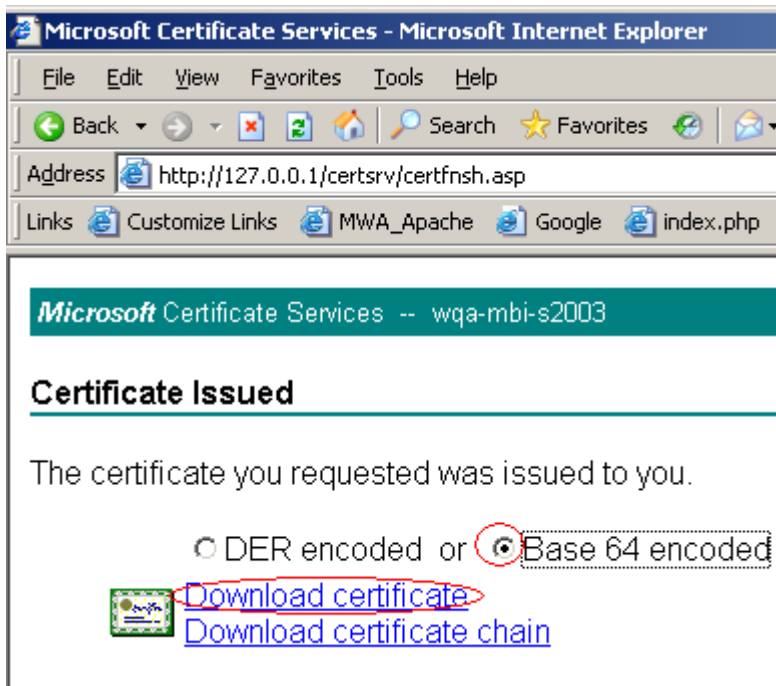 Microsoft Certificate Services - Microsoft Internet Explorer
File Edit View Favorites Tools Help
Back Search Favorites
Address http://127.0.0.1/certsrv/certfnsh.asp
Links Customize Links MWA_Apache Google index.php
Microsoft Certificate Services -- wqa-mbi-s2003
Certificate Issued
The certificate you requested was issued to you.
DER encoded or Base 64 encoded
Download certificate
Download certificate chain